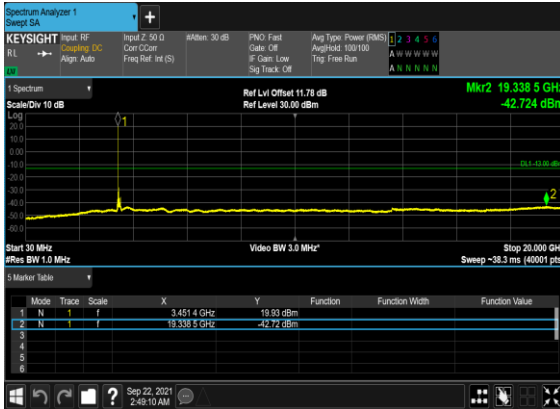 Spectrum Analyzer 1
Swept SA
+
KEYSIGHT Input: RF Input Z: 50 Ω #Atten: 30 dB PNO: Fast Avg Type: Power (RMS) 1 2 3 4 5 6
RL Coupling: DC Corr CCorr Gate: Off Avg|Hold: 100/100 A W W W W W
Align: Auto Freq Ref: Int (S) IF Gain: Low Trig: Free Run
Sig Track: Off A N N N N N
1 Spectrum Ref Lvl Offset 11.78 dB Mkr2 19.338 5 GHz
Scale/Div 10 dB Ref Level 30.00 dBm -42.724 dBm
Log
20.0
10.0
0.00
-10.0
DL1 -13.00 dBm
-20.0
-30.0
-40.0
-50.0
-60.0
1
2
Start 30 MHz Video BW 3.0 MHz* Stop 20.000 GH
#Res BW 1.0 MHz Sweep ~38.3 ms (40001 pts
5 Marker Table
Mode Trace Scale X Y Function Function Width Function Value
1 N 1 f 3.451 4 GHz 19.93 dBm
2 N 1 f 19.338 5 GHz -42.72 dBm
3
4
5
6
? Sep 22, 2021
2:49:10 AM